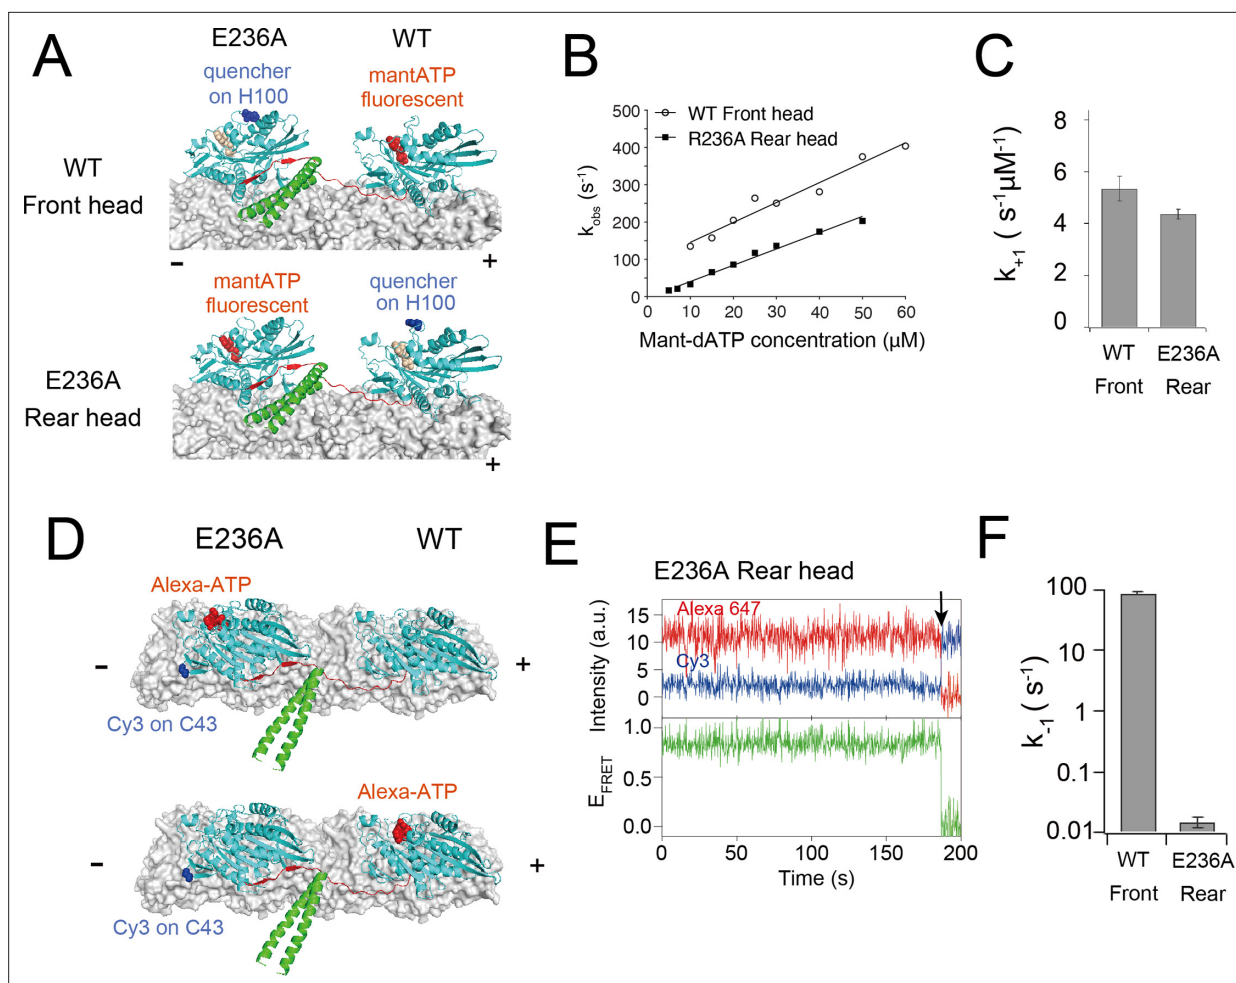 A
E236A
WT
quencher
on H100
mantATP
fluorescent
WT
Front head
−
+
mantATP
fluorescent
quencher
on H100
E236A
Rear head
+
B
500
400
300
200
100
0
kobs (s-1)
WT Front head
R236A Rear head
10
20
30
40
50
60
Mant-dATP concentration (µM)
C
8
6
4
2
0
k+1 ( s-1µM-1)
WT
Front
E236A
Rear
D
E236A
WT
Alexa-ATP
−
+
Cy3 on C43
Alexa-ATP
−
+
Cy3 on C43
E
E236A Rear head
Alexa 647
Cy3
15
10
5
0
Intensity (a.u.)
1.0
0.5
0.0
EFRET
0
50
100
150
200
Time (s)
F
100
10
1
0.1
0.01
k-1 ( s-1)
WT
Front
E236A
Rear